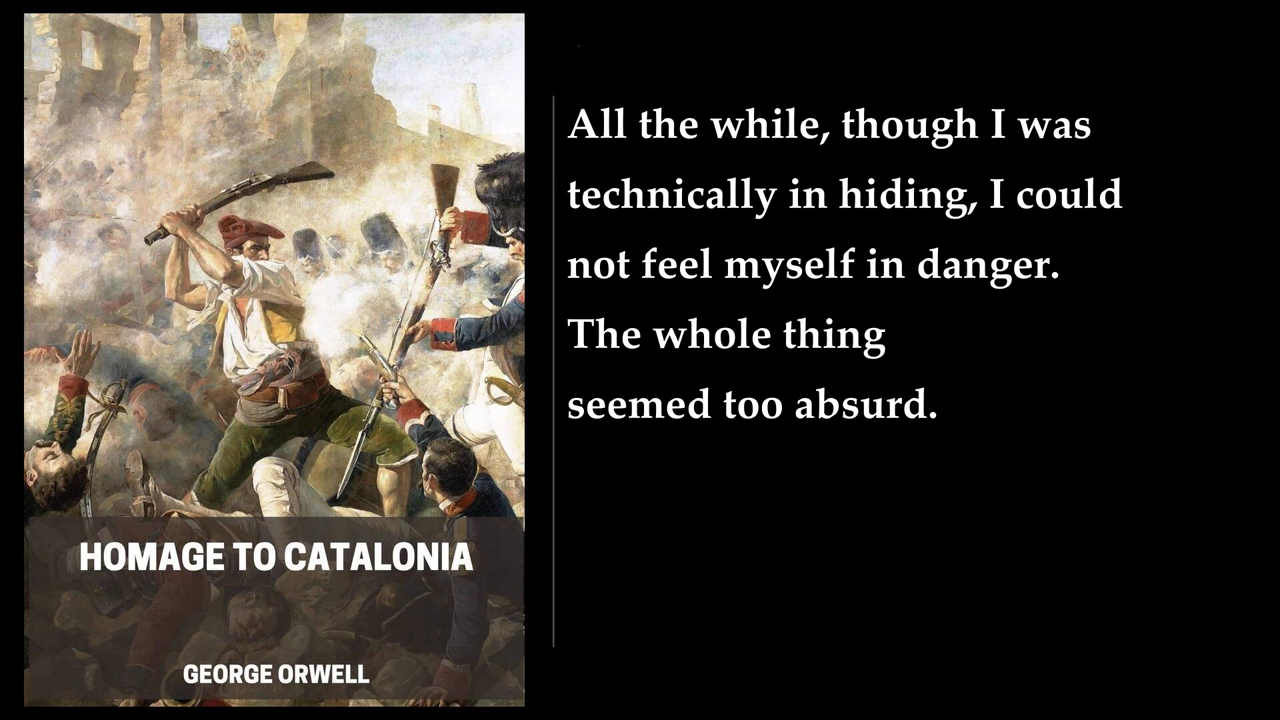 All the while, though I was
technically in hiding, I could
not feel myself in danger.
The whole thing
seemed too absurd.
HOMAGE TO CATALONIA
GEORGE ORWELL